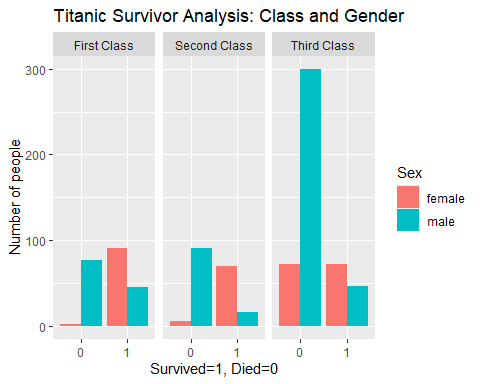 Titanic Survivor Analysis: Class and Gender
First Class
Second Class
Third Class
Number of people
300
200
100
0
0
1
0
1
0
1
Survived=1, Died=0
Sex
female
male